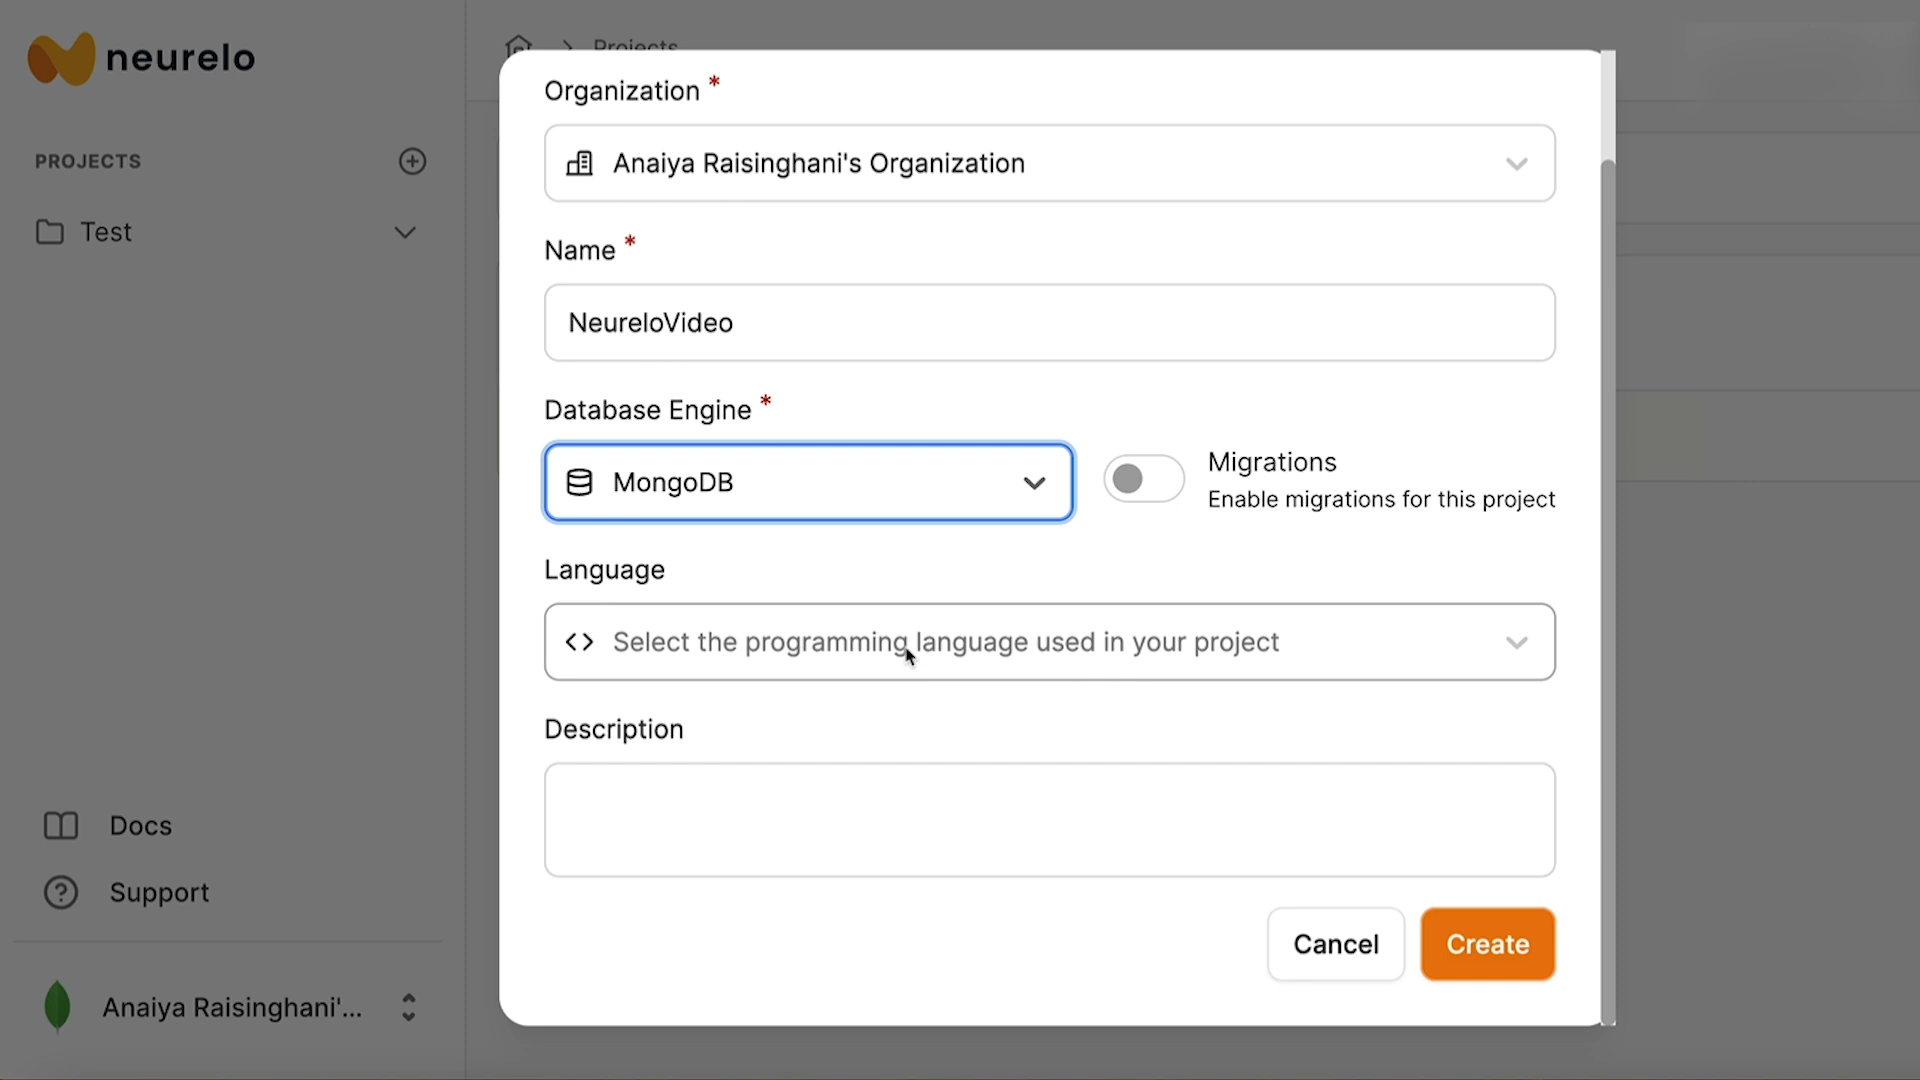 neurelo
Projects
PROJECTS
Test
Docs
Support
Anaiya Raisinghani'...
Organization *
Anaiya Raisinghani's Organization
Name *
NeureloVideo
Database Engine *
MongoDB
Migrations
Enable migrations for this project
Language
Select the programming language used in your project
Description
Cancel
Create